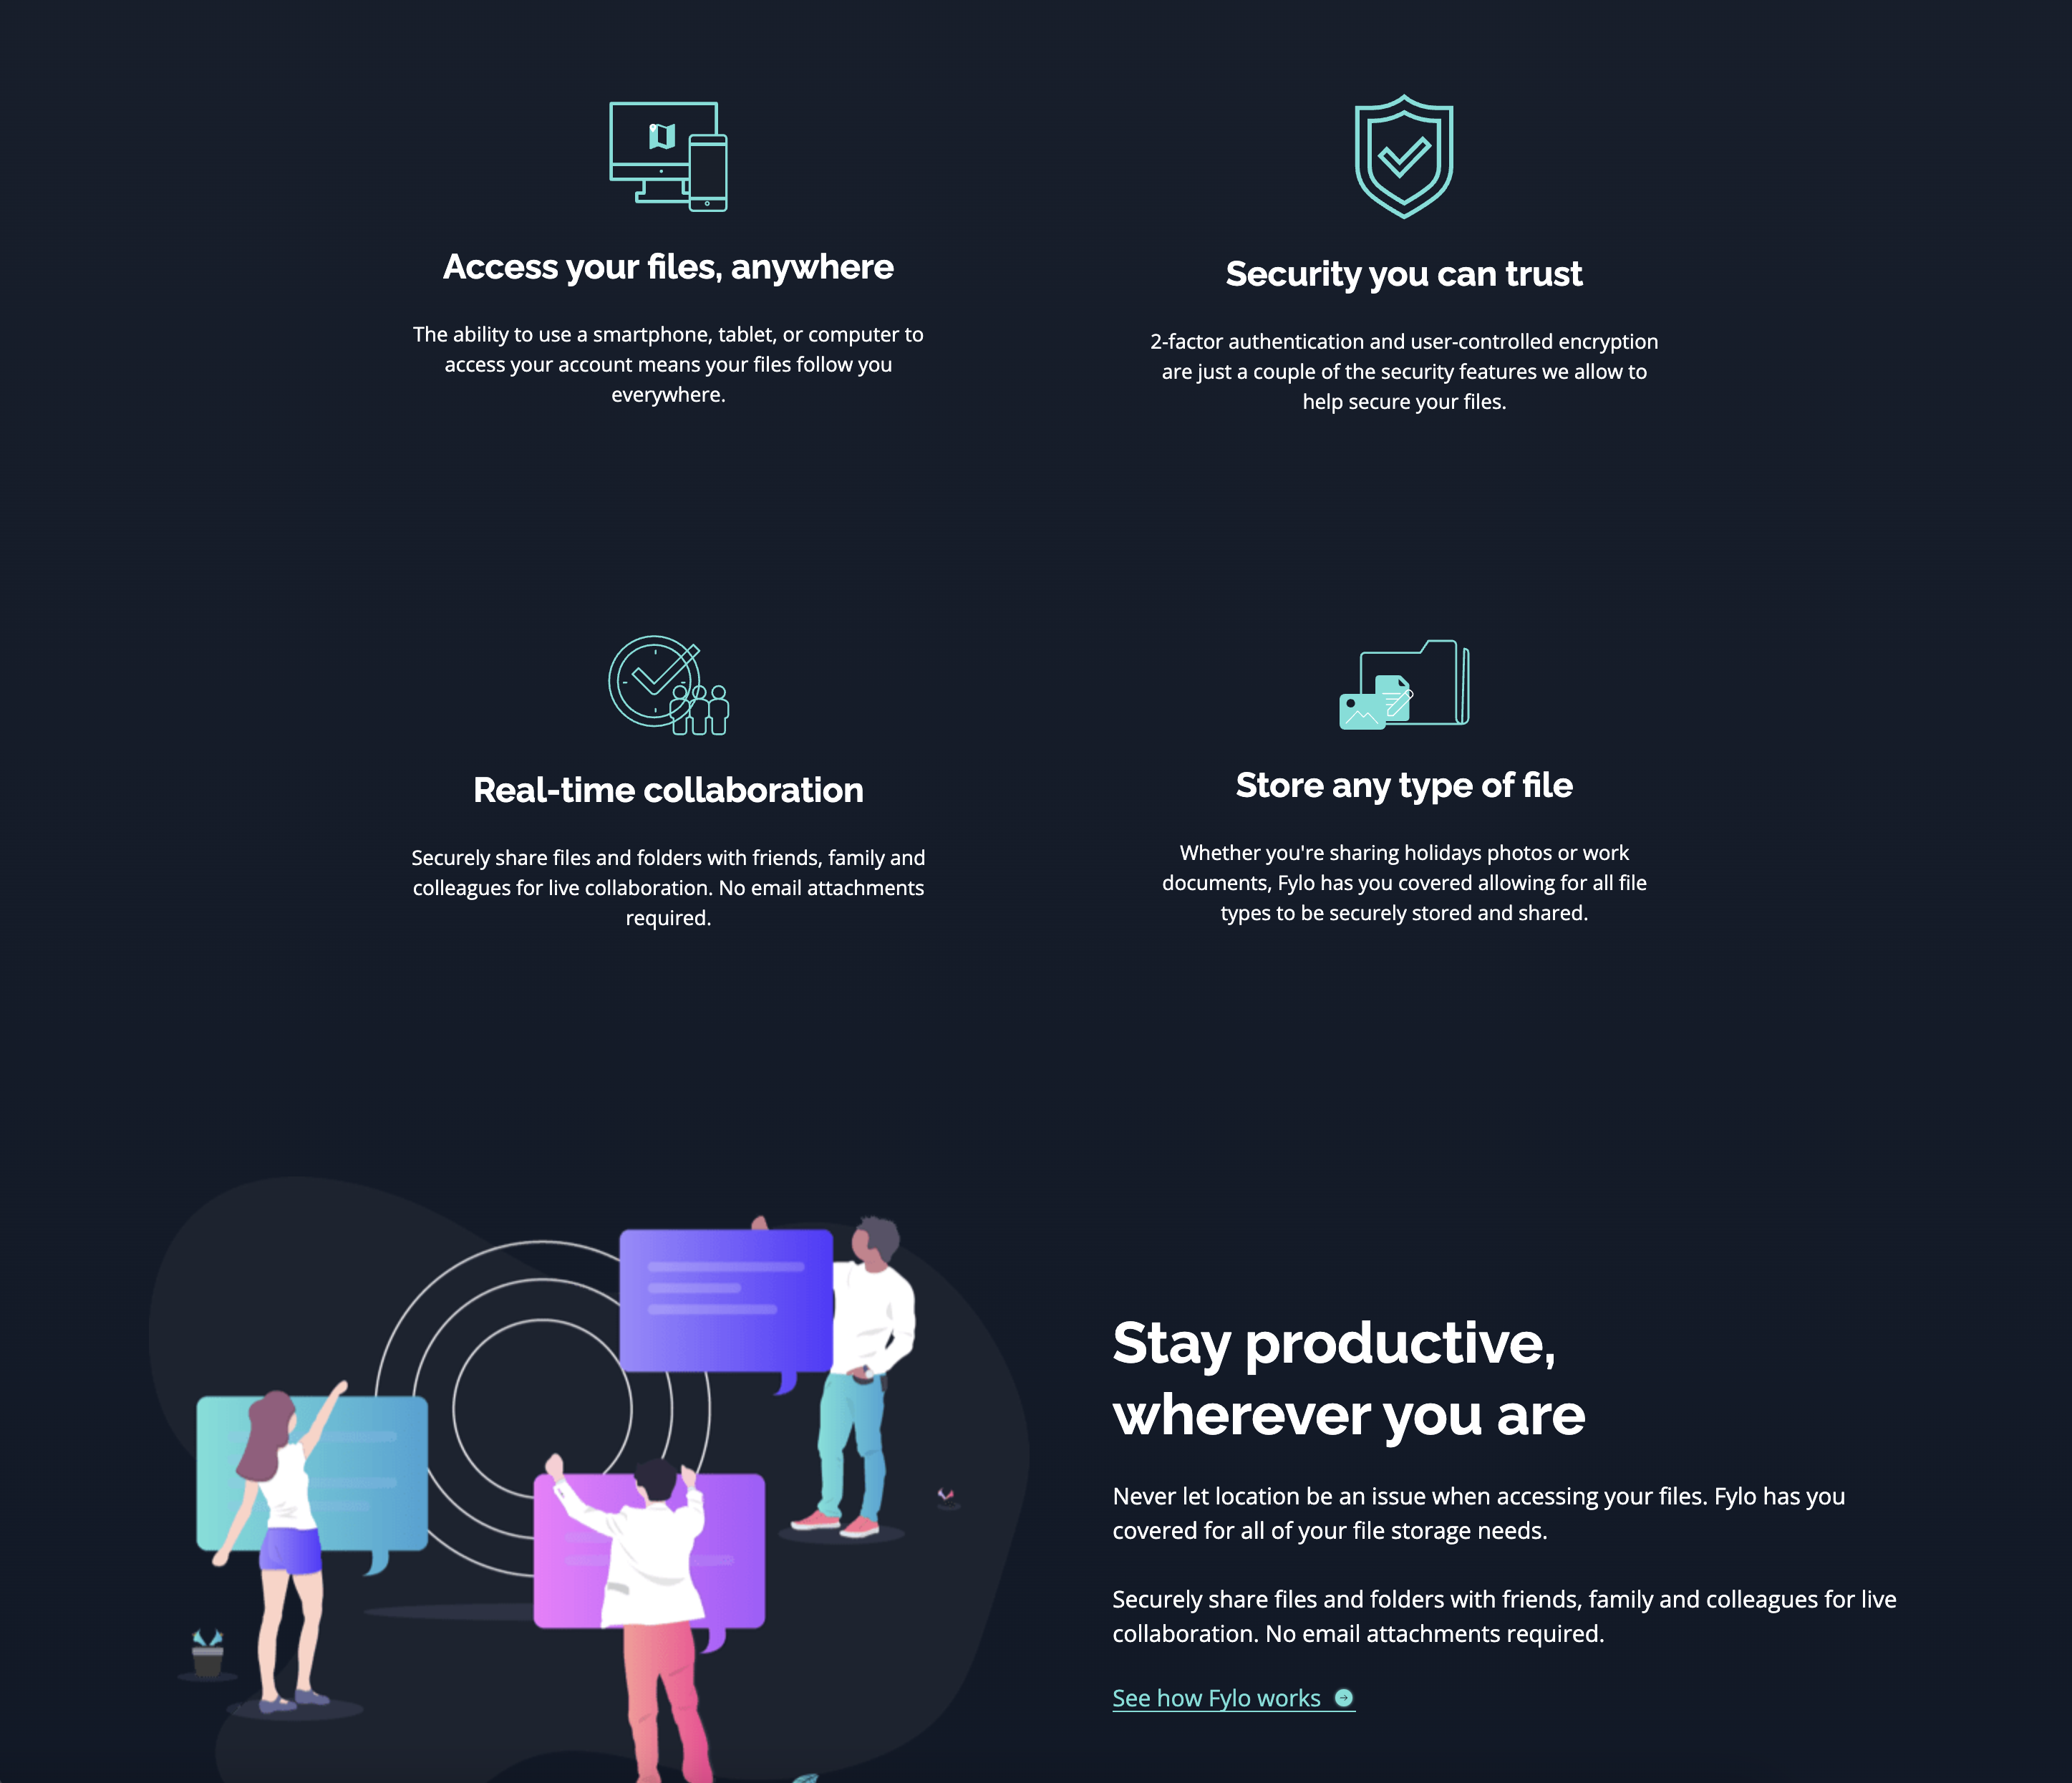 Access your files, anywhere
The ability to use a smartphone, tablet, or computer to
access your account means your files follow you
everywhere.
Security you can trust
2-factor authentication and user-controlled encryption
are just a couple of the security features we allow to
help secure your files.
Real-time collaboration
Securely share files and folders with friends, family and
colleagues for live collaboration. No email attachments
required.
Store any type of file
Whether you're sharing holidays photos or work
documents, Fylo has you covered allowing for all file
types to be securely stored and shared.
Stay productive,
wherever you are
Never let location be an issue when accessing your files. Fylo has you
covered for all of your file storage needs.
Securely share files and folders with friends, family and colleagues for live
collaboration. No email attachments required.
See how Fylo works